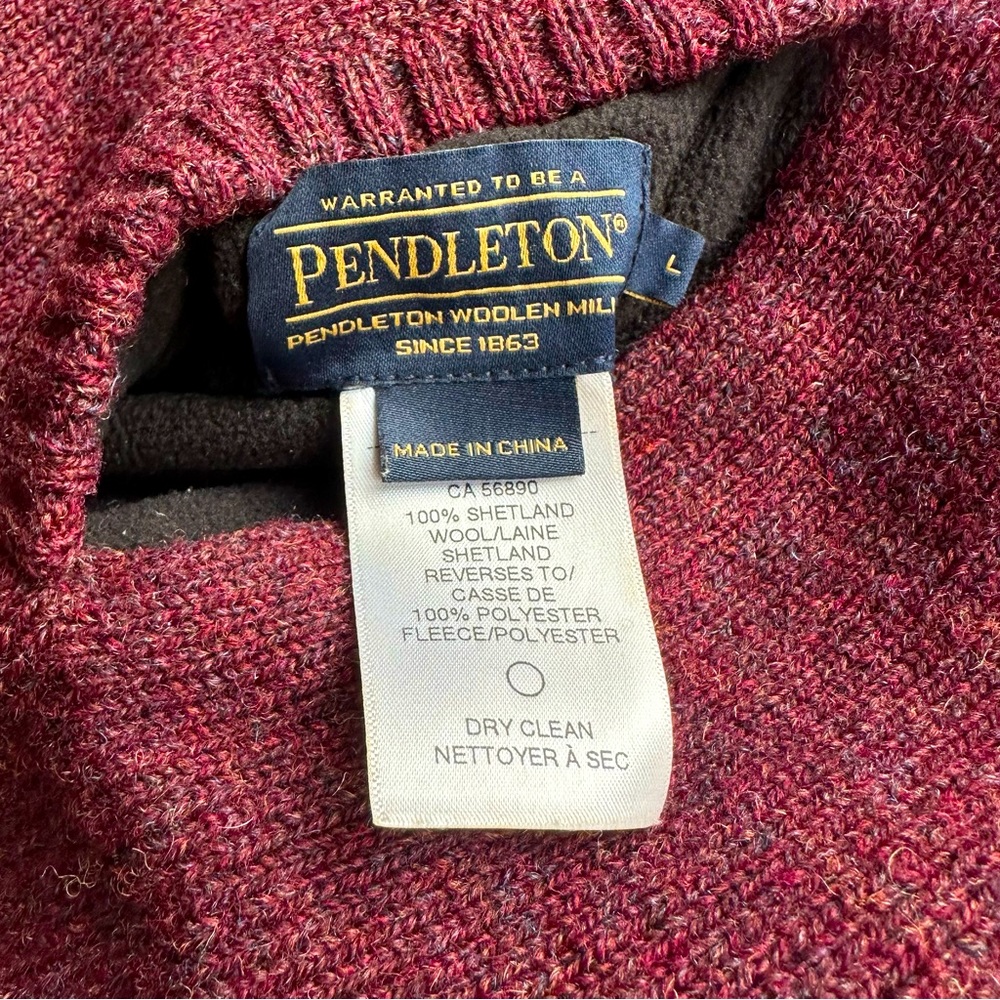 WARRANTED TO BE A
PENDLETON®
PENDLETON WOOLEN MILL
SINCE 1863
L
MADE IN CHINA
CA 56890
100% SHETLAND
WOOL/LAINE
SHETLAND
REVERSES TO/
CASSE DE
100% POLYESTER
FLEECE/POLYESTER
DRY CLEAN
NETTOYER À SEC